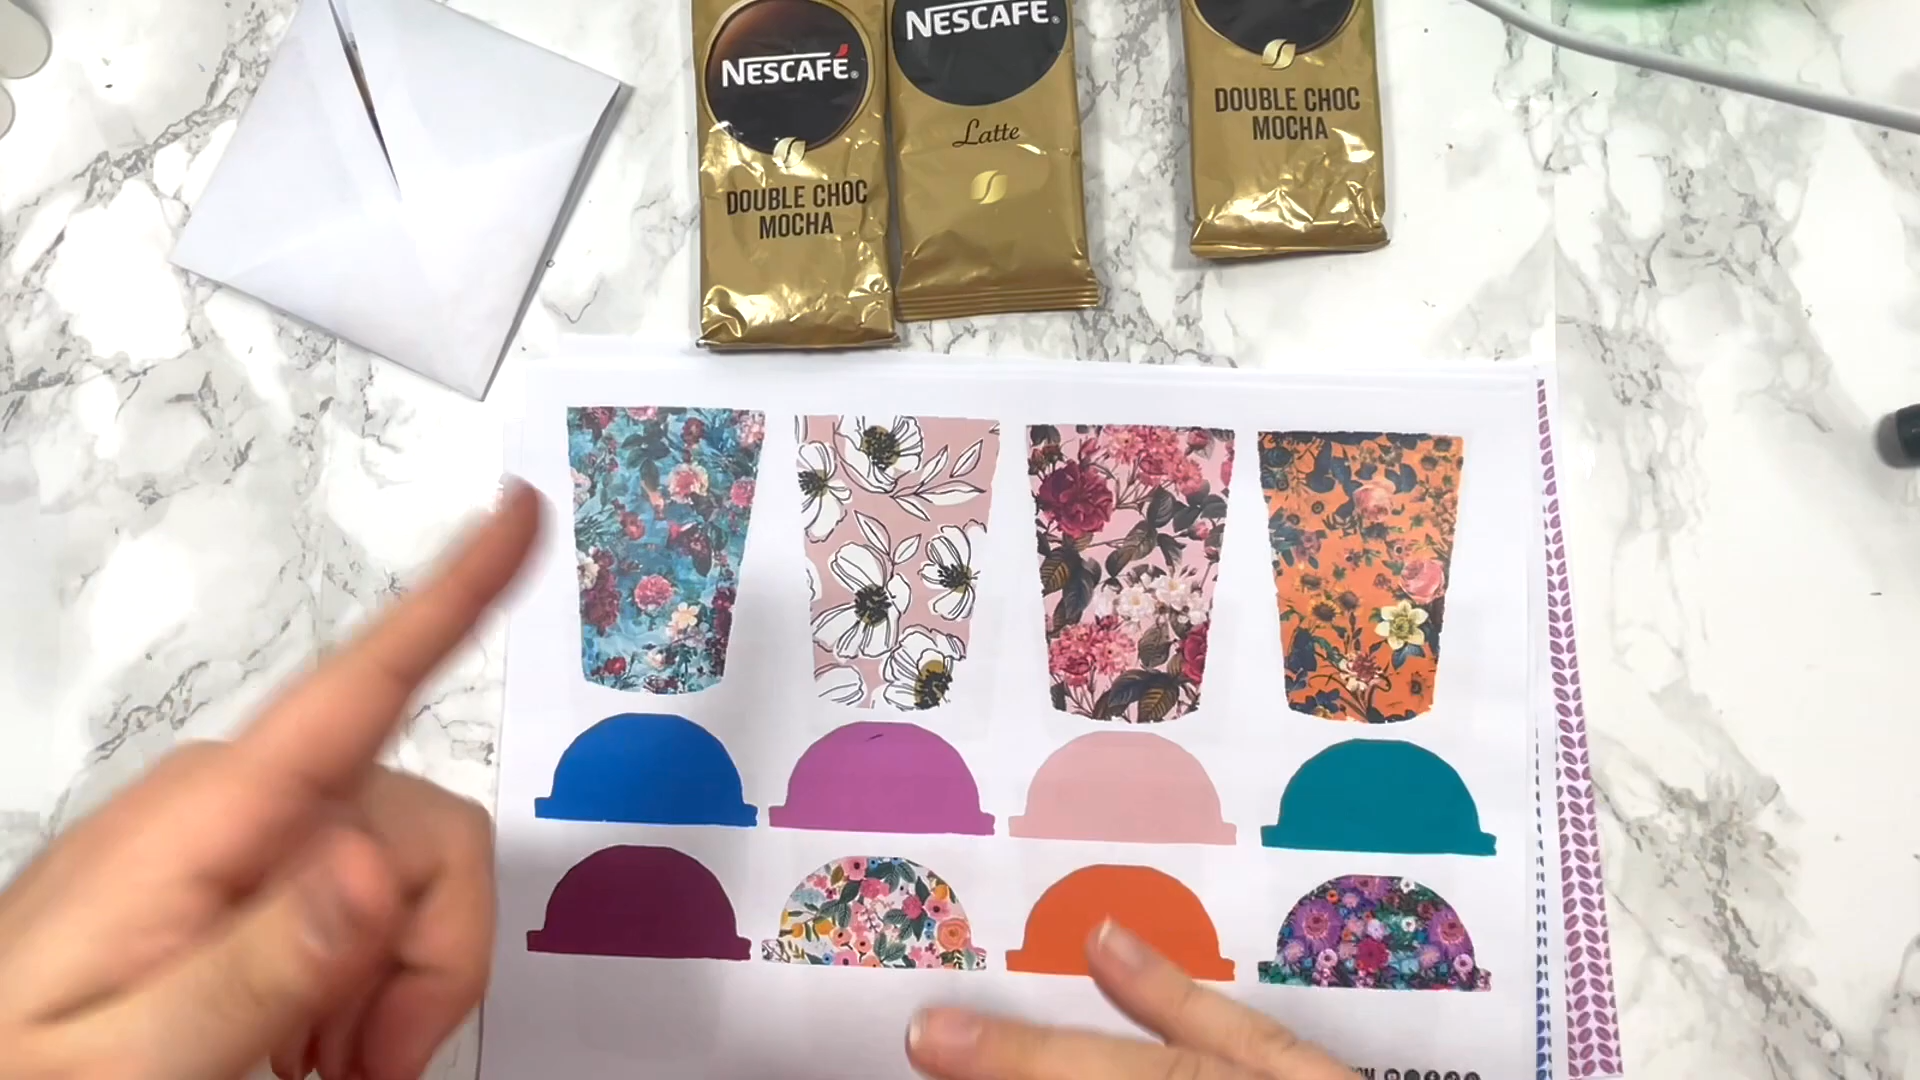 NESCAFÉ®
DOUBLE CHOC
MOCHA
NESCAFÉ®
Latte
DOUBLE CHOC
MOCHA